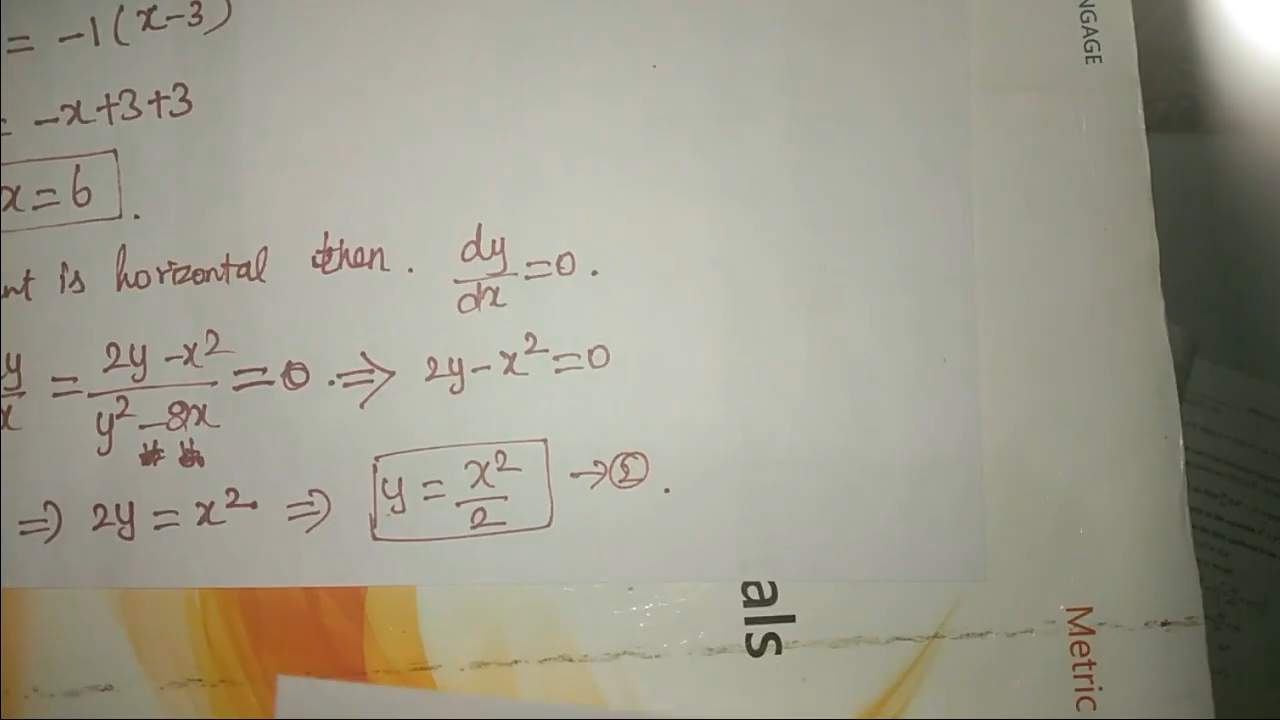 = -1(x-3)
= -x+3+3
x=6 .
nt is horizontal then. dy/dx = 0.
y/x = (2y - x²)/(y² - 2x) = 0 . ⇒ 2y - x² = 0
⇒ 2y = x² ⇒ y = x²/2 →②.
NGAGE
als
Metric